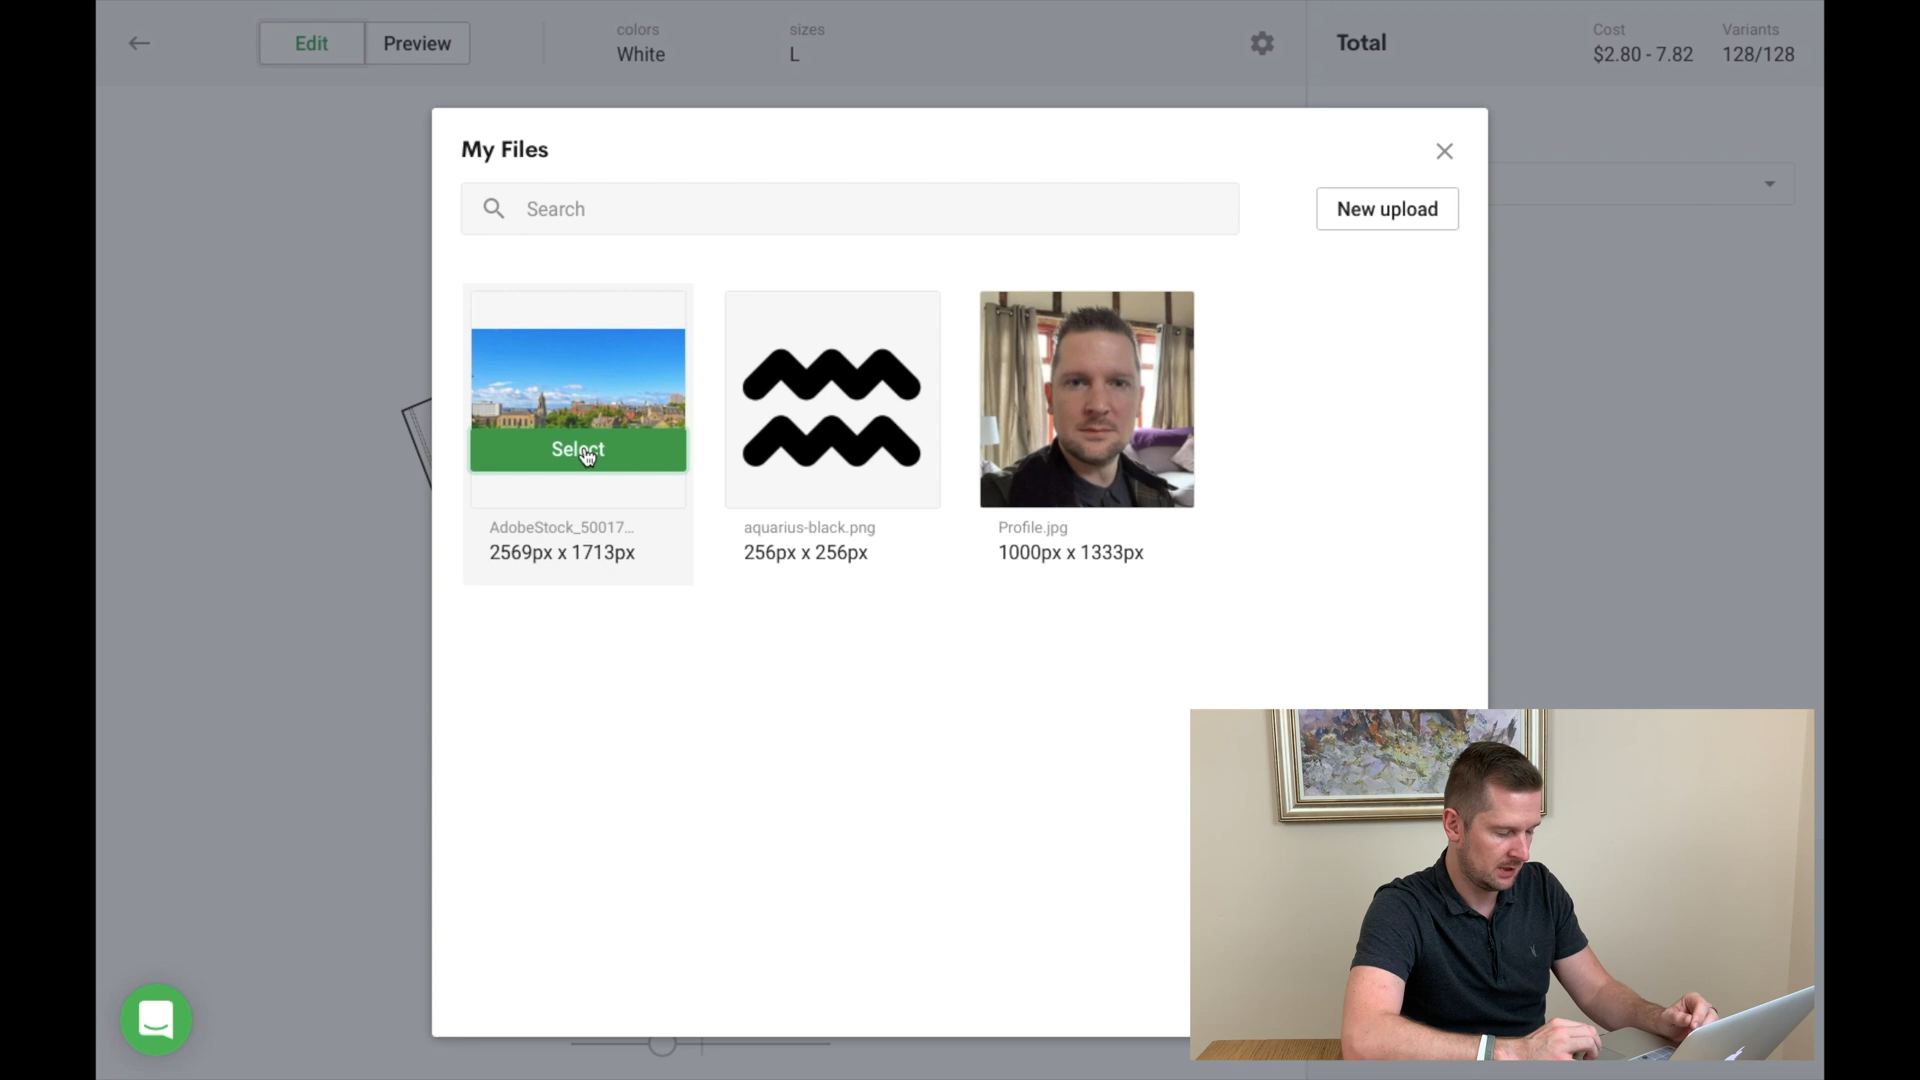 Edit
Preview
colors
White
sizes
L
Total
Cost
$2.80 - 7.82
Variants
128/128
My Files
Search
New upload
Select
AdobeStock_50017...
2569px x 1713px
aquarius-black.png
256px x 256px
Profile.jpg
1000px x 1333px